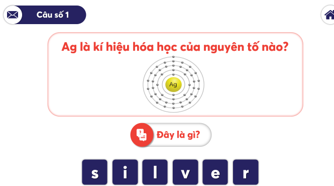 Câu số 1
Ag là kí hiệu hóa học của nguyên tố nào?
Ag
Đây là gì?
s i l v e r